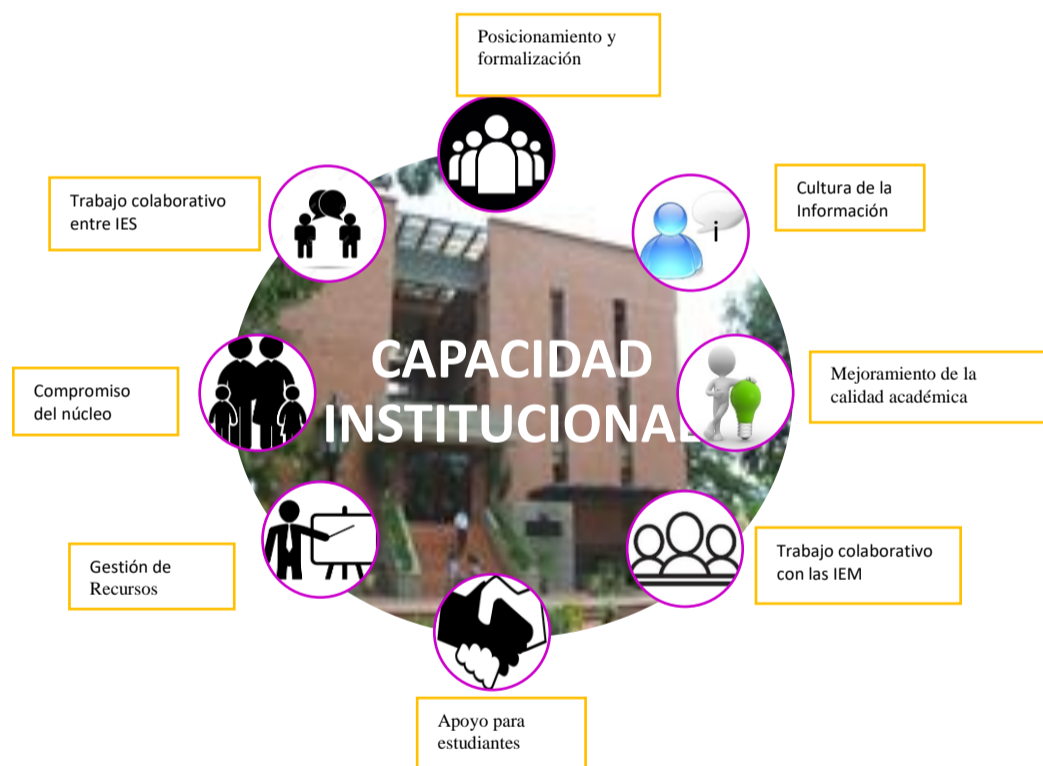 Posicionamiento y
formalización
Trabajo colaborativo
entre IES
Cultura de la
Información
i
CAPACIDAD
INSTITUCIONAL
Compromiso
del núcleo
Mejoramiento de la
calidad académica
Gestión de
Recursos
Trabajo colaborativo
con las IEM
Apoyo para
estudiantes